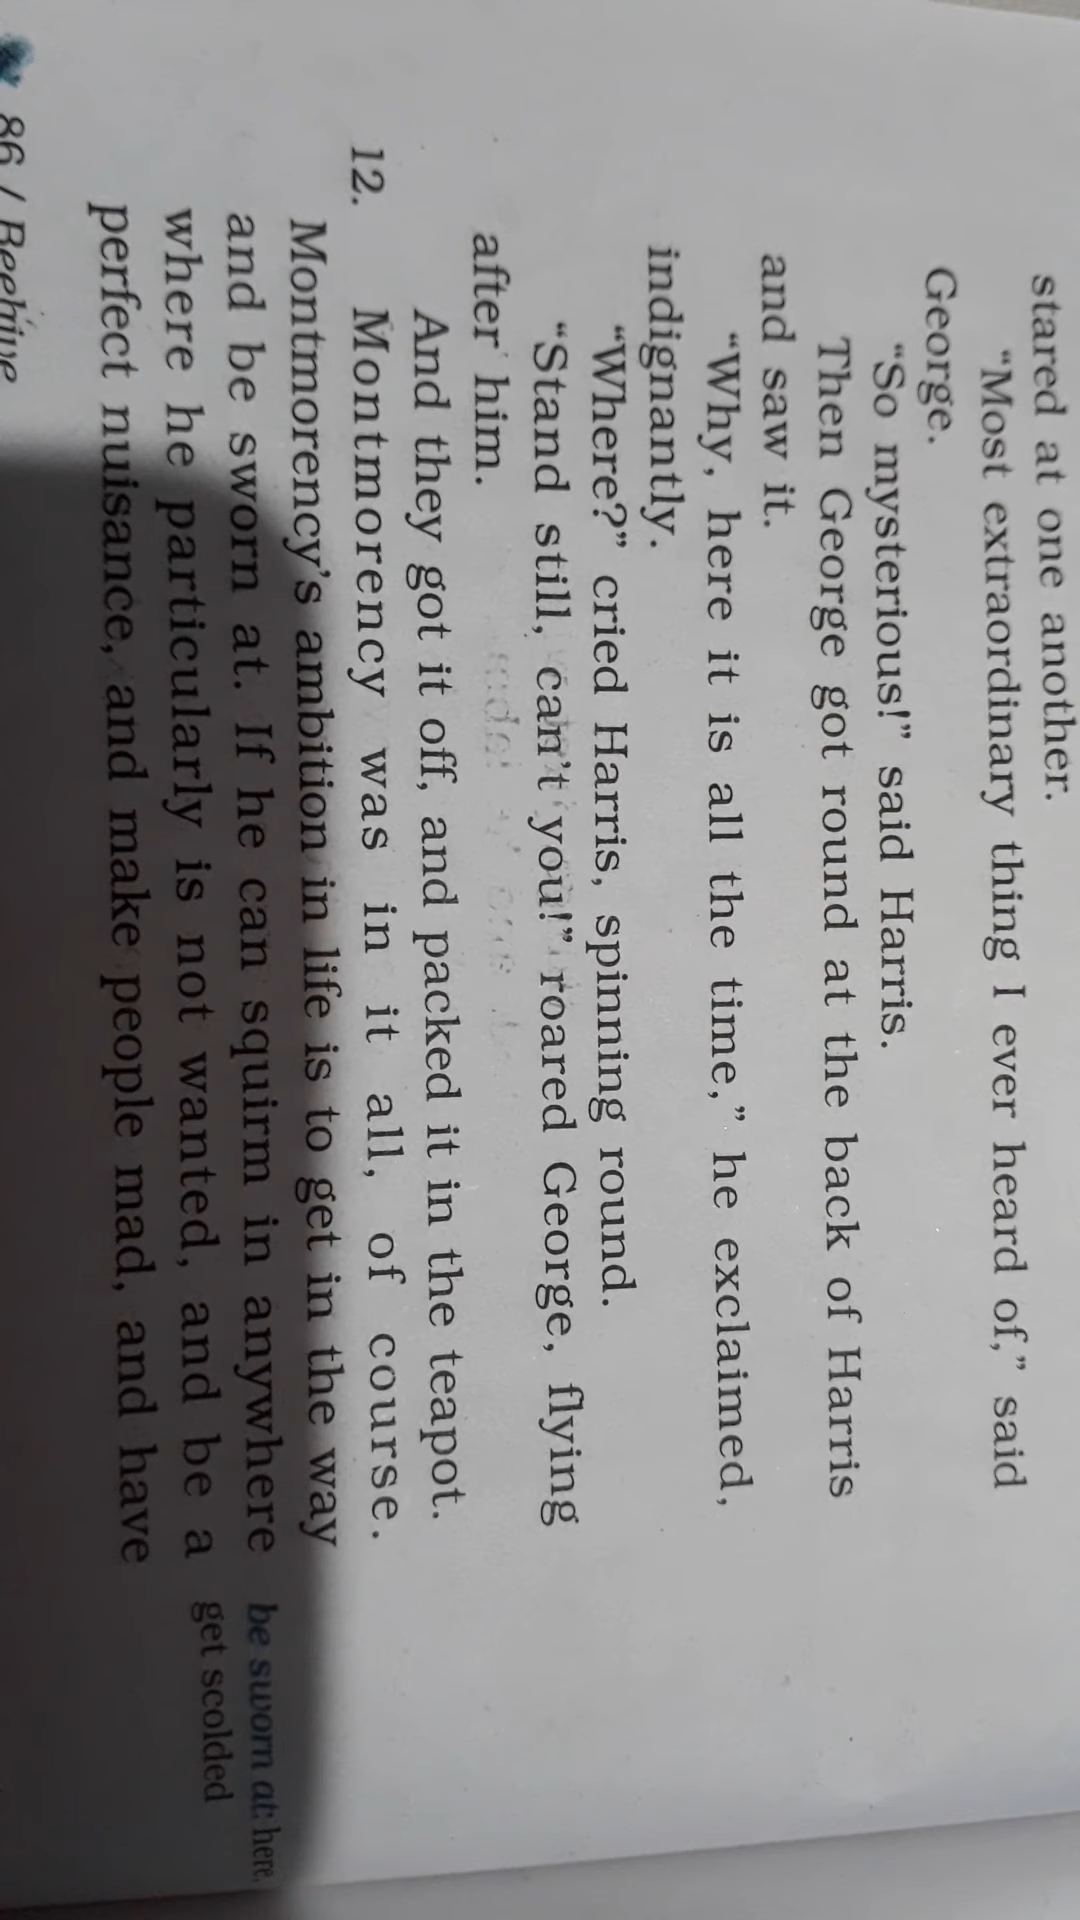 stared at one another.
“Most extraordinary thing I ever heard of,” said
George.
“So mysterious!” said Harris.
Then George got round at the back of Harris
and saw it.
“Why, here it is all the time,” he exclaimed,
indignantly.
“Where?” cried Harris, spinning round.
“Stand still, can’t you!” roared George, flying
after him.
And they got it off, and packed it in the teapot.
12. Montmorency was in it all, of course.
Montmorency’s ambition in life is to get in the way
and be sworn at. If he can squirm in anywhere
where he particularly is not wanted, and be a
perfect nuisance, and make people mad, and have
be sworn at: here,
get scolded
86 / Beehive